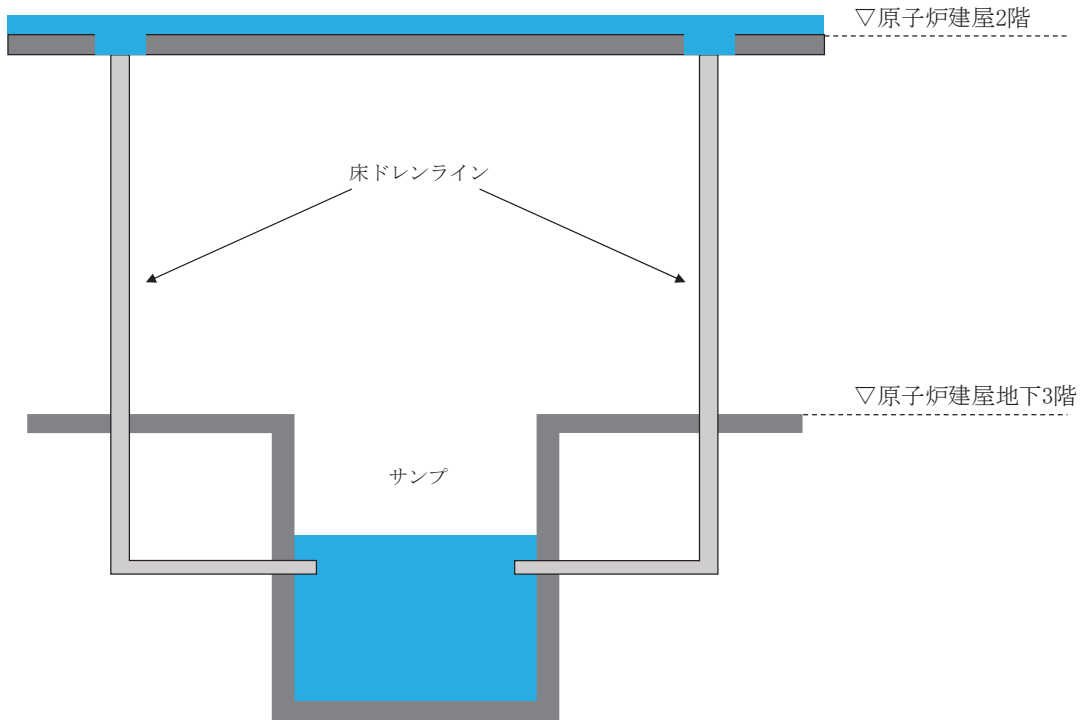 ▽原子炉建屋2階
床ドレンライン
▽原子炉建屋地下3階
サンプ